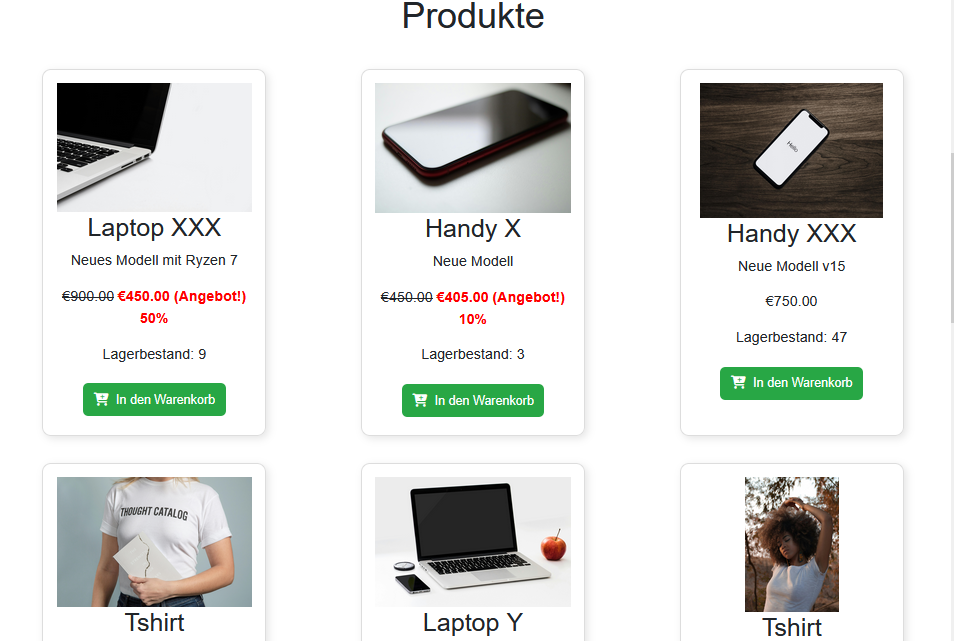 Produkte
Laptop XXX
Neues Modell mit Ryzen 7
€900.00 €450.00 (Angebot!)
50%
Lagerbestand: 9
In den Warenkorb
Handy X
Neue Modell
€450.00 €405.00 (Angebot!)
10%
Lagerbestand: 3
In den Warenkorb
Hello
Handy XXX
Neue Modell v15
€750.00
Lagerbestand: 47
In den Warenkorb
THOUGHT CATALOG
Tshirt
Laptop Y
Tshirt